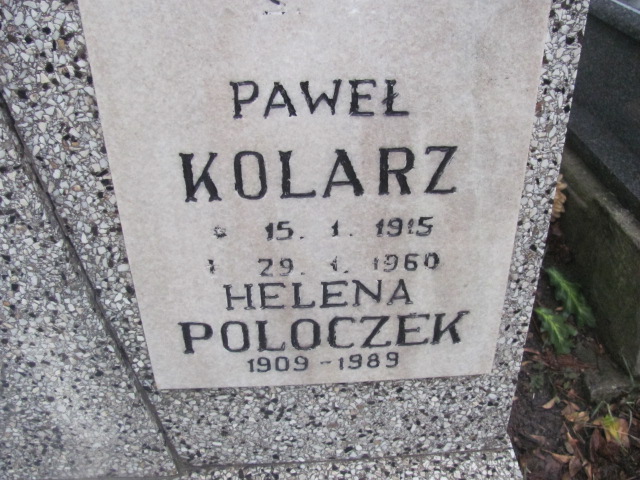 PAWEŁ
KOLARZ
* 15. 1. 1915
† 29. 1. 1960
HELENA
POLOCZEK
1909 - 1989